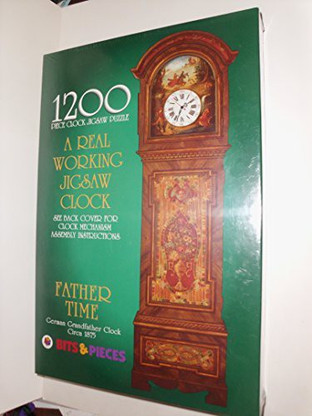 1200
PIECE CLOCK JIGSAW PUZZLE
A REAL
WORKING
JIGSAW
CLOCK
SEE BACK COVER FOR
CLOCK MECHANISM
ASSEMBLY INSTRUCTIONS
FATHER
TIME
German Grandfather Clock
Circa 1875
BITS & PIECES